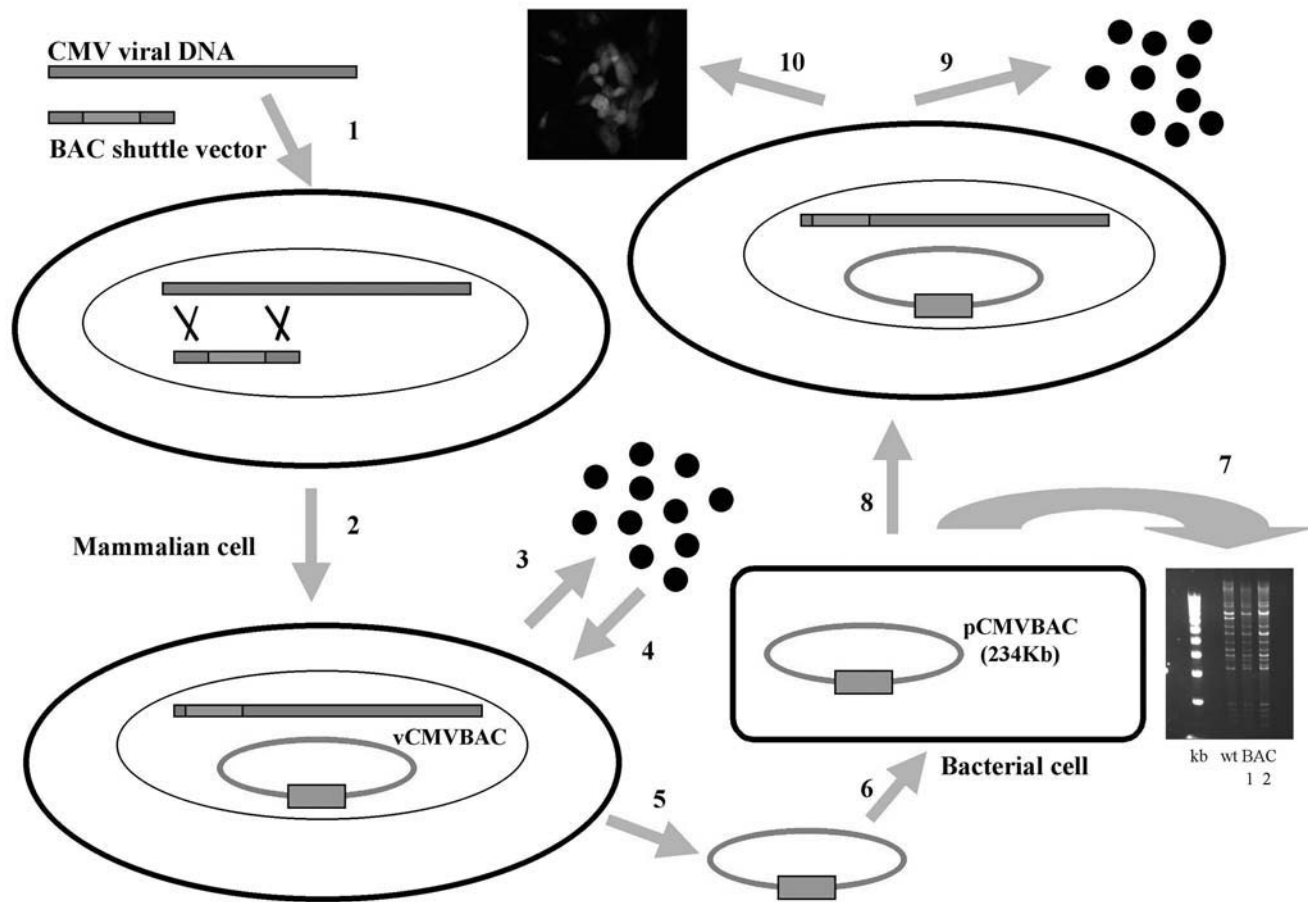 CMV viral DNA
BAC shuttle vector
1
10
9
2
Mammalian cell
3
4
8
7
pCMVBAC
(234Kb)
vCMVBAC
5
6
Bacterial cell
kb wt BAC
1 2